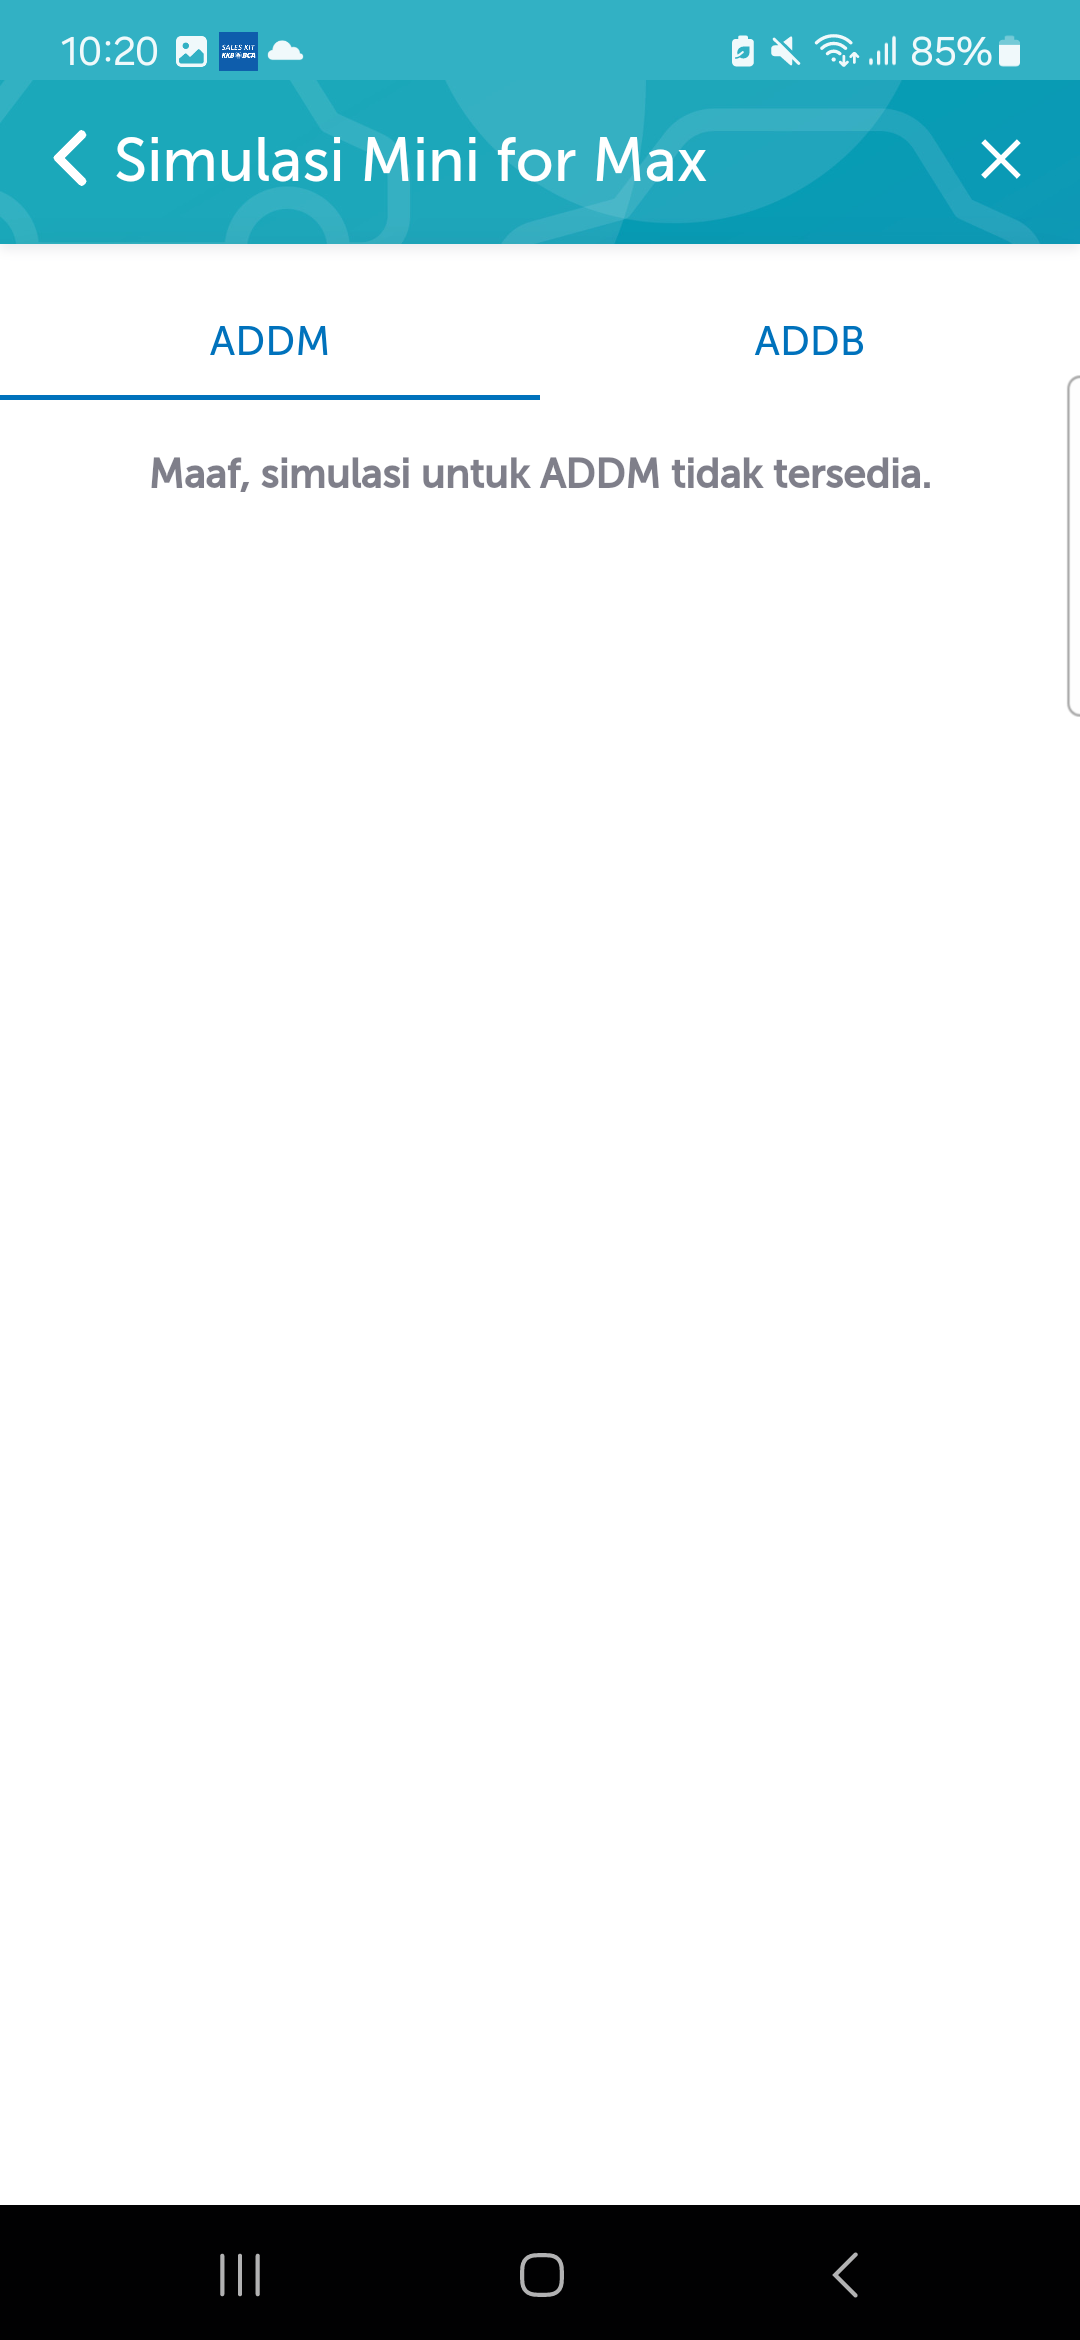 10:20
SALES KIT
KKB BCA
85%
Simulasi Mini for Max
ADDM
ADDB
Maaf, simulasi untuk ADDM tidak tersedia.